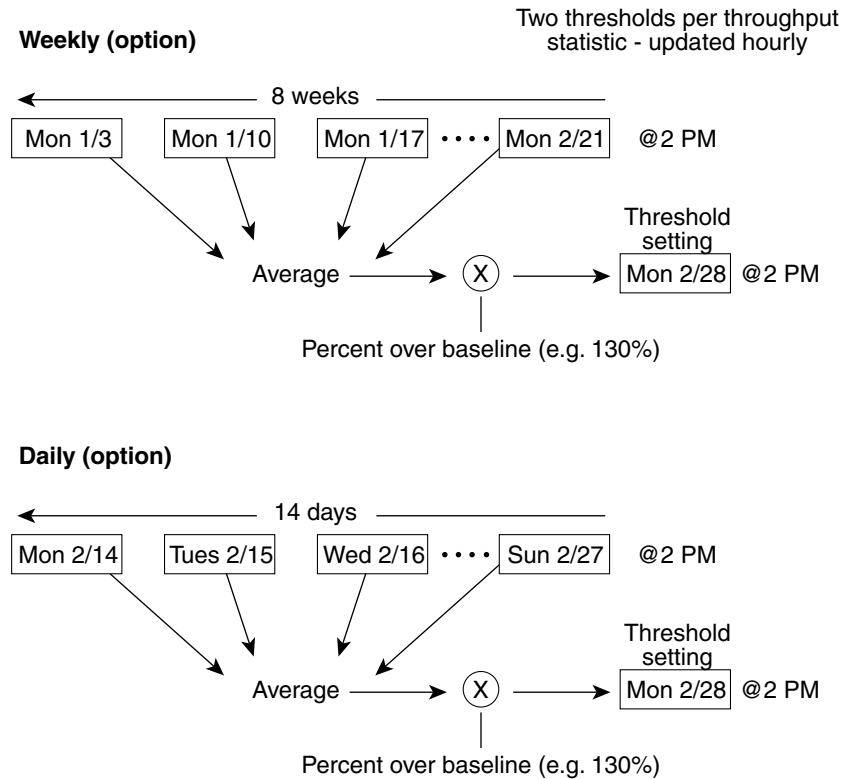 Two thresholds per throughput
statistic - updated hourly
Weekly (option)
8 weeks
Mon 1/3 Mon 1/10 Mon 1/17 •••• Mon 2/21 @2 PM
Threshold
setting
Average X Mon 2/28 @2 PM
Percent over baseline (e.g. 130%)
Daily (option)
14 days
Mon 2/14 Tues 2/15 Wed 2/16 •••• Sun 2/27 @2 PM
Threshold
setting
Average X Mon 2/28 @2 PM
Percent over baseline (e.g. 130%)